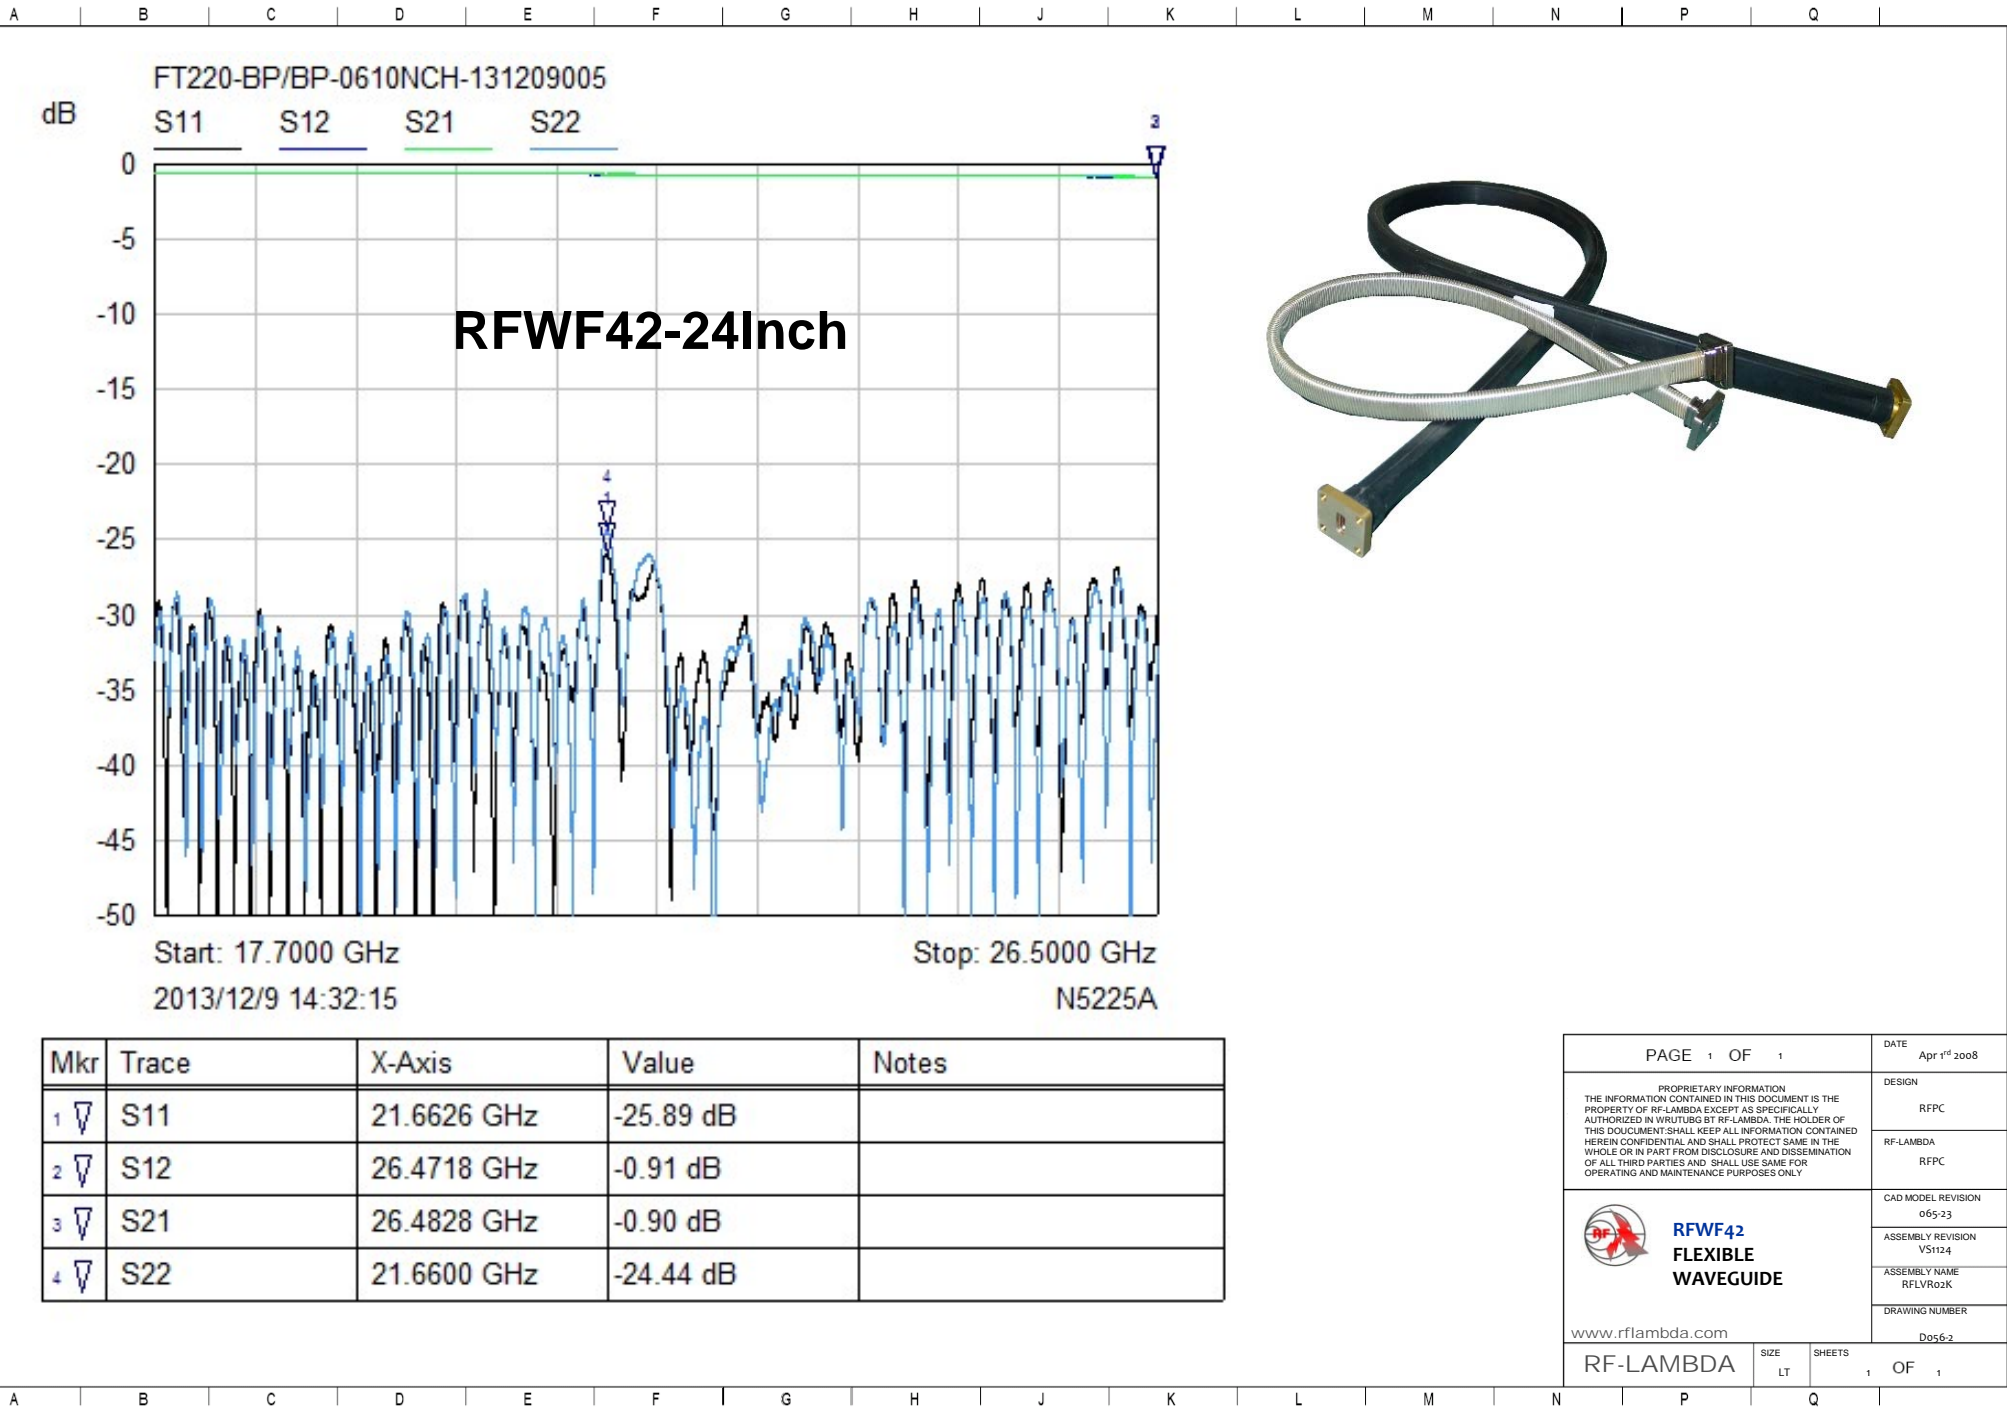 A B C D E F G H J K L M N P Q
FT220-BP/BP-0610NCH-131209005
dB
S11 S12 S21 S22
3
0
-5
-10
RFWF42-24Inch
-15
-20
4
1
-25
-30
-35
-40
-45
-50
Start: 17.7000 GHz Stop: 26.5000 GHz
2013/12/9 14:32:15 N5225A
Mkr Trace X-Axis Value Notes
1 S11 21.6626 GHz -25.89 dB
2 S12 26.4718 GHz -0.91 dB
3 S21 26.4828 GHz -0.90 dB
4 S22 21.6600 GHz -24.44 dB
PAGE 1 OF 1
DATE
Apr 1rd 2008
PROPRIETARY INFORMATION
THE INFORMATION CONTAINED IN THIS DOCUMENT IS THE
PROPERTY OF RF-LAMBDA EXCEPT AS SPECIFICALLY
AUTHORIZED IN WRUTUBG BT RF-LAMBDA. THE HOLDER OF
THIS DOUCUMENT:SHALL KEEP ALL INFORMATION CONTAINED
HEREIN CONFIDENTIAL AND SHALL PROTECT SAME IN THE
WHOLE OR IN PART FROM DISCLOSURE AND DISSEMINATION
OF ALL THIRD PARTIES AND SHALL USE SAME FOR
OPERATING AND MAINTENANCE PURPOSES ONLY
DESIGN
RFPC
RF-LAMBDA
RFPC
CAD MODEL REVISION
065-23
ASSEMBLY REVISION
VS1124
ASSEMBLY NAME
RFLVR02K
DRAWING NUMBER
D056-2
RF
RFWF42
FLEXIBLE
WAVEGUIDE
www.rflambda.com
RF-LAMBDA
SIZE
LT
SHEETS
1 OF 1
A B C D E F G H J K L M N P Q